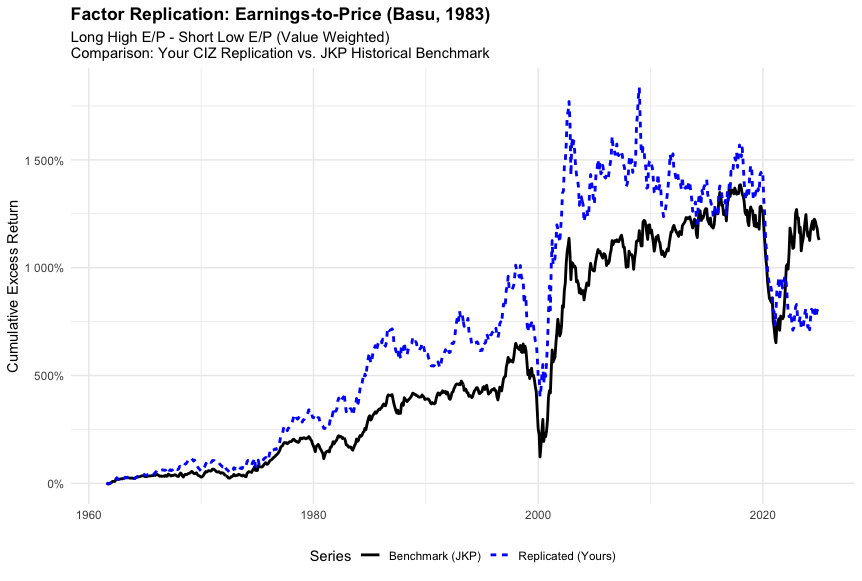 Factor Replication: Earnings-to-Price (Basu, 1983)
Long High E/P - Short Low E/P (Value Weighted)
Comparison: Your CIZ Replication vs. JKP Historical Benchmark
Cumulative Excess Return
1 500%
1 000%
500%
0%
1960 1980 2000 2020
Series Benchmark (JKP) Replicated (Yours)